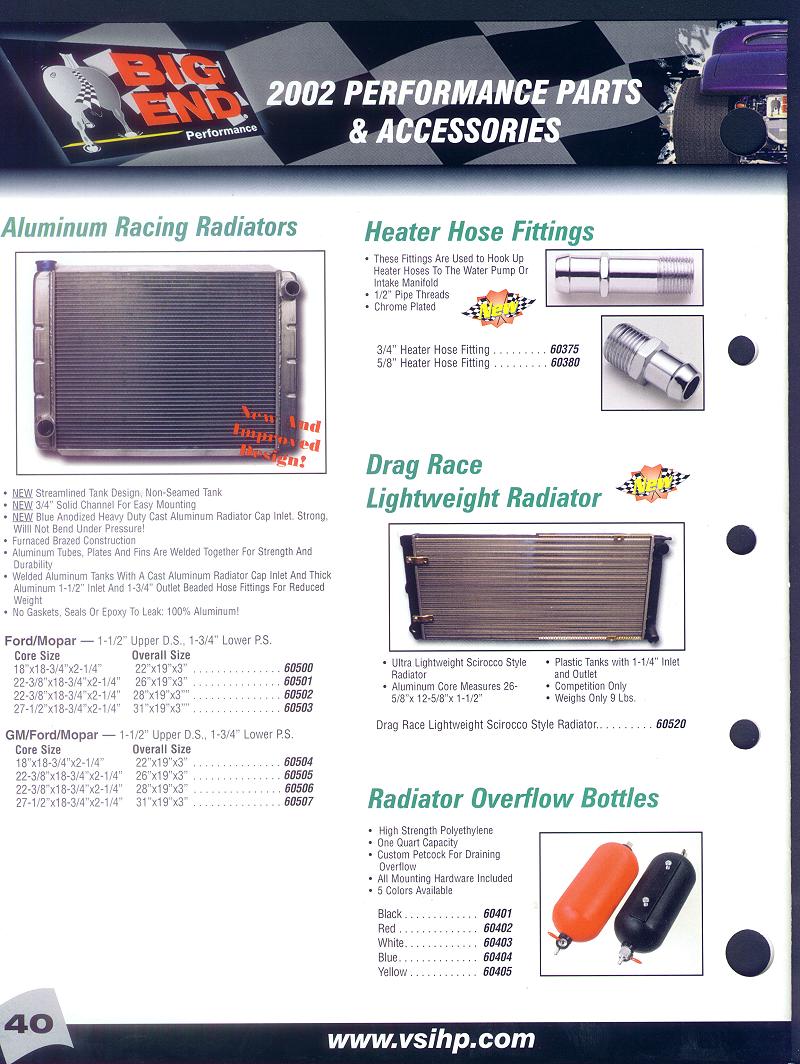 BIG
END
Performance
2002 PERFORMANCE PARTS
& ACCESSORIES
Aluminum Racing Radiators
New And
Improved
Design!
• NEW Streamlined Tank Design, Non-Seamed Tank
• NEW 3/4" Solid Channel For Easy Mounting
• NEW Blue Anodized Heavy Duty Cast Aluminum Radiator Cap Inlet. Strong,
Willl Not Bend Under Pressure!
• Furnaced Brazed Construction
• Aluminum Tubes, Plates And Fins Are Welded Together For Strength And
Durability
• Welded Aluminum Tanks With A Cast Aluminum Radiator Cap Inlet And Thick
Aluminum 1-1/2" Inlet And 1-3/4" Outlet Beaded Hose Fittings For Reduced
Weight
• No Gaskets, Seals Or Epoxy To Leak: 100% Aluminum!
Ford/Mopar — 1-1/2" Upper D.S., 1-3/4" Lower P.S.
Core Size Overall Size
18"x18-3/4"x2-1/4" 22"x19"x3" . . . . . . . . . . . . . . . 60500
22-3/8"x18-3/4"x2-1/4" 26"x19"x3" . . . . . . . . . . . . . . . 60501
22-3/8"x18-3/4"x2-1/4" 28"x19"x3"" . . . . . . . . . . . . . . 60502
27-1/2"x18-3/4"x2-1/4" 31"x19"x3"" . . . . . . . . . . . . . . 60503
GM/Ford/Mopar — 1-1/2" Upper D.S., 1-3/4" Lower P.S.
Core Size Overall Size
18"x18-3/4"x2-1/4" 22"x19"x3" . . . . . . . . . . . . . . . 60504
22-3/8"x18-3/4"x2-1/4" 26"x19"x3" . . . . . . . . . . . . . . . 60505
22-3/8"x18-3/4"x2-1/4" 28"x19"x3" . . . . . . . . . . . . . . . 60506
27-1/2"x18-3/4"x2-1/4" 31"x19"x3" . . . . . . . . . . . . . . . 60507
Heater Hose Fittings
• These Fittings Are Used to Hook Up
Heater Hoses To The Water Pump Or
Intake Manifold
• 1/2" Pipe Threads
• Chrome Plated
New
3/4" Heater Hose Fitting . . . . . . . . . 60375
5/8" Heater Hose Fitting . . . . . . . . . 60380
Drag Race
Lightweight Radiator
New
• Ultra Lightweight Scirocco Style
Radiator
• Aluminum Core Measures 26-
5/8"x 12-5/8"x 1-1/2"
• Plastic Tanks with 1-1/4" Inlet
and Outlet
• Competition Only
• Weighs Only 9 Lbs.
Drag Race Lightweight Scirocco Style Radiator.. . . . . . . . . 60520
Radiator Overflow Bottles
• High Strength Polyethylene
• One Quart Capacity
• Custom Petcock For Draining
Overflow
• All Mounting Hardware Included
• 5 Colors Available
Black . . . . . . . . . . . . . 60401
Red . . . . . . . . . . . . . . 60402
White. . . . . . . . . . . . . 60403
Blue. . . . . . . . . . . . . . 60404
Yellow . . . . . . . . . . . . 60405
40
www.vsihp.com